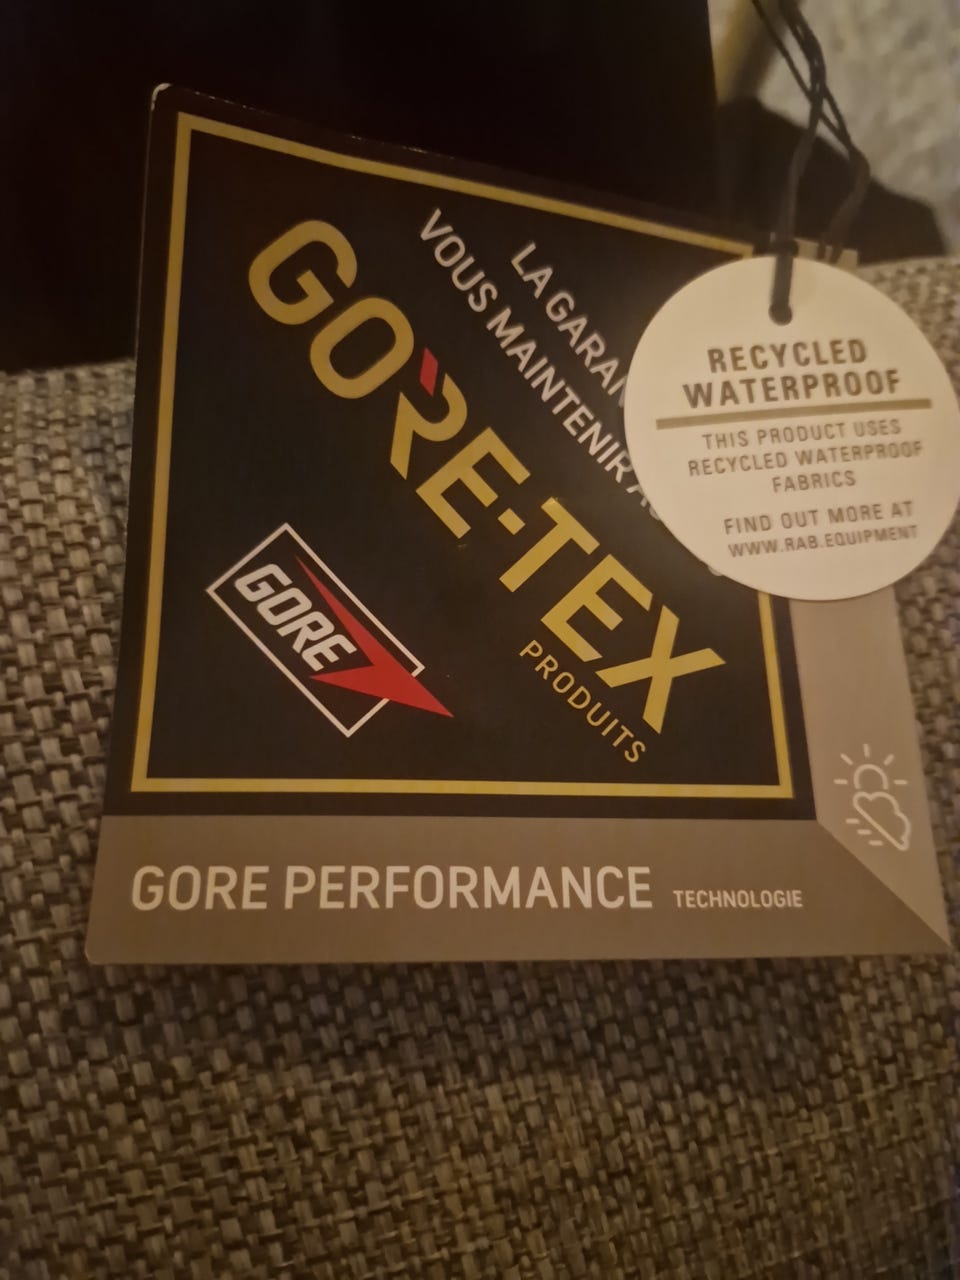 LA GARAN
VOUS MAINTENIR
GORE-TEX
PRODUITS
GORE
GORE PERFORMANCE TECHNOLOGIE
RECYCLED
WATERPROOF
THIS PRODUCT USES
RECYCLED WATERPROOF
FABRICS
FIND OUT MORE AT
WWW.RAB.EQUIPMENT